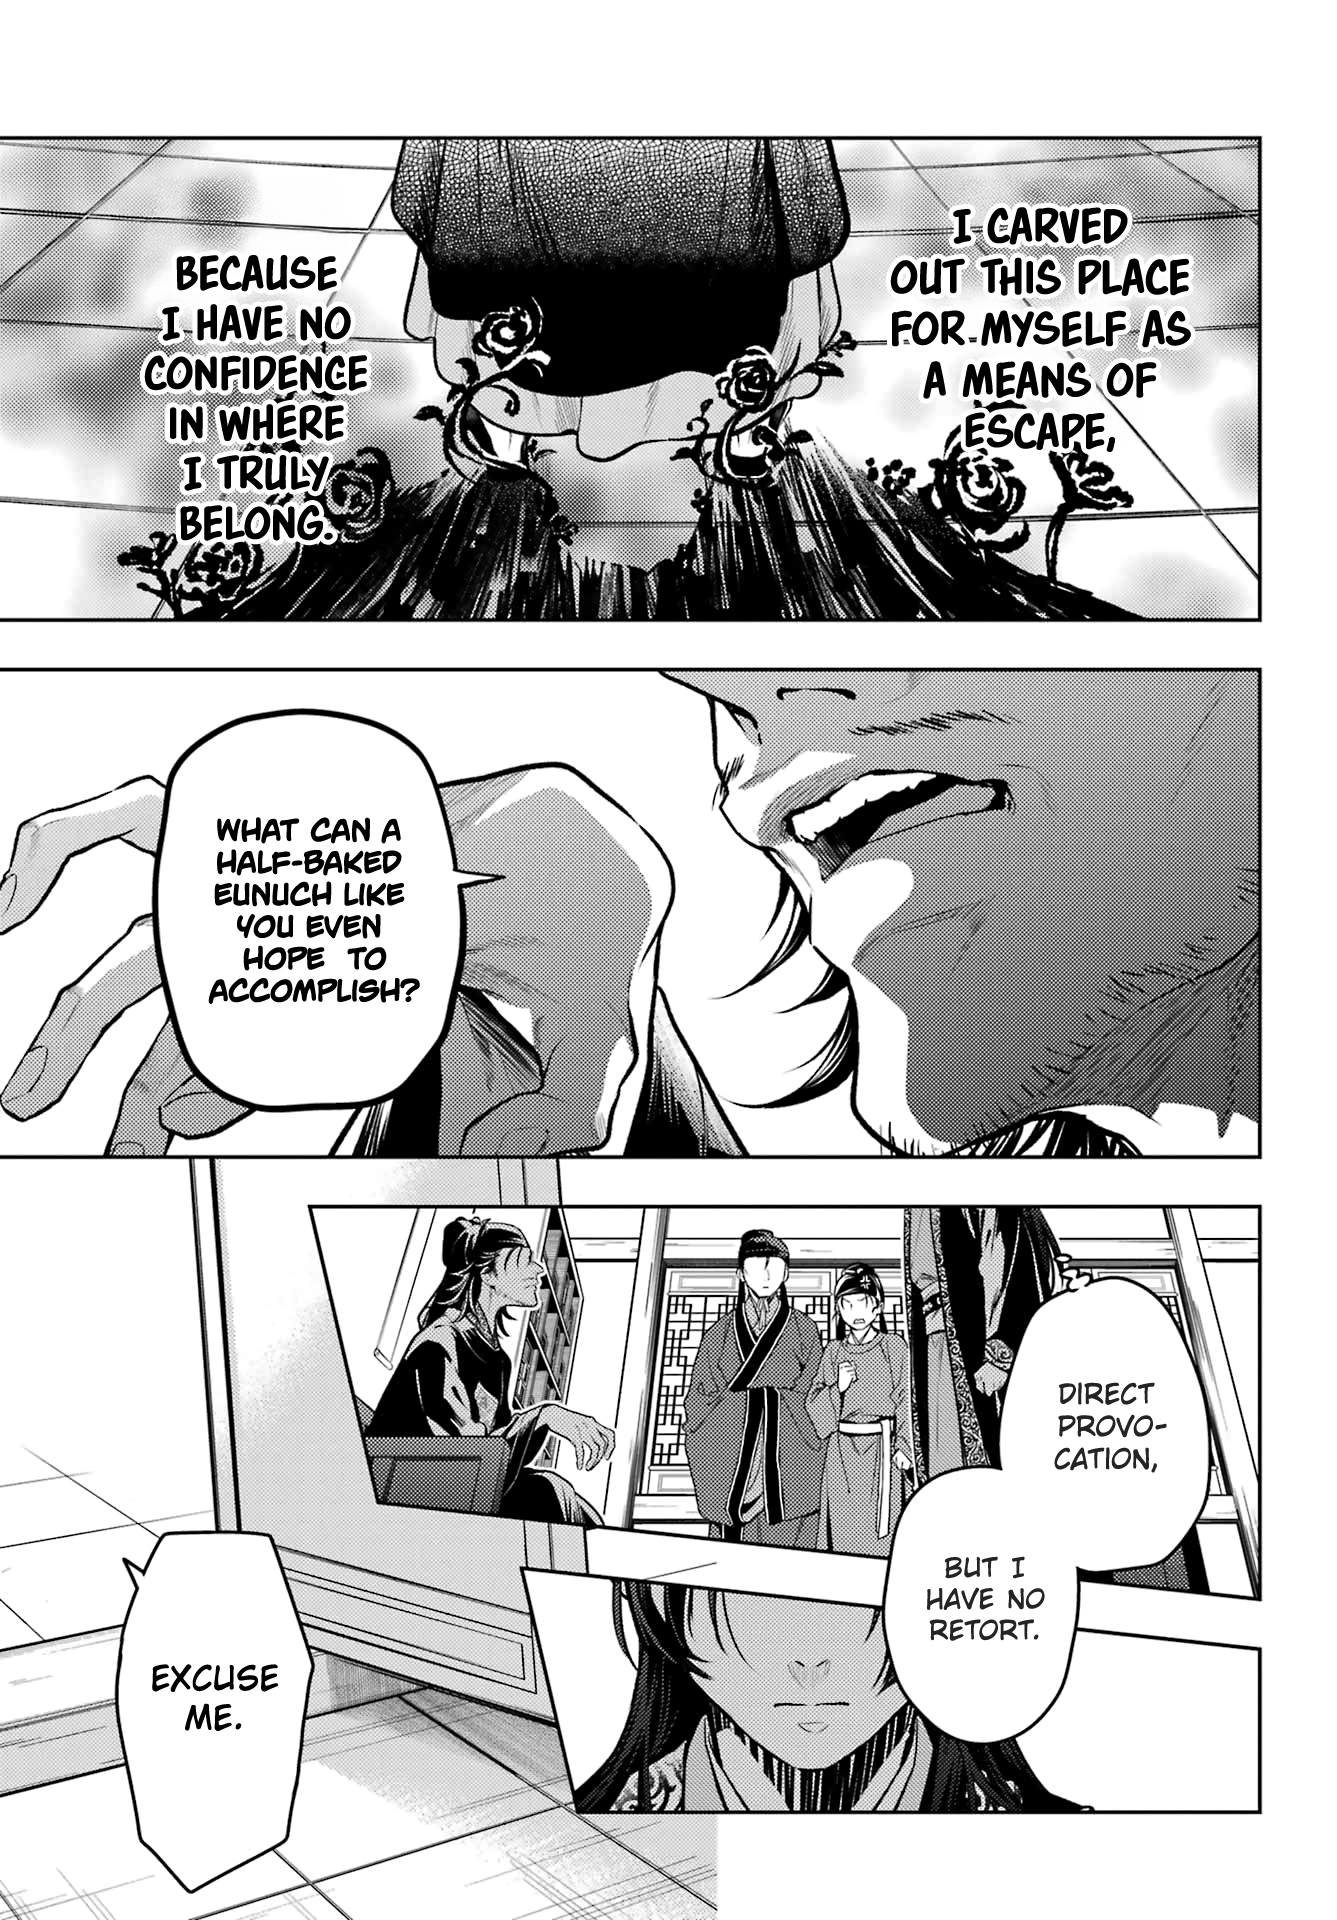 I CARVED
OUT THIS PLACE
FOR MYSELF AS
A MEANS OF
ESCAPE,
BECAUSE
I HAVE NO
CONFIDENCE
IN WHERE
I TRULY
BELONG.
WHAT CAN A
HALF-BAKED
EUNUCH LIKE
YOU EVEN
HOPE TO
ACCOMPLISH?
DIRECT
PROVO-
CATION,
BUT I
HAVE NO
RETORT.
EXCUSE
ME.